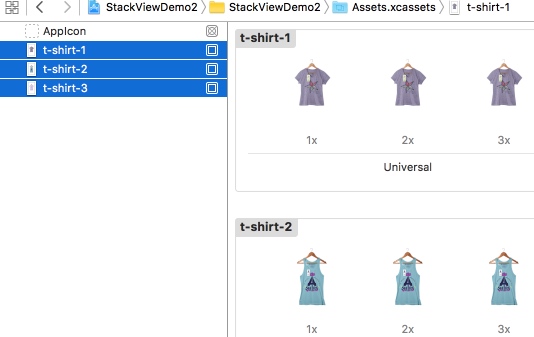 StackViewDemo2 StackViewDemo2 Assets.xcassets t-shirt-1
AppIcon
t-shirt-1
t-shirt-2
t-shirt-3
t-shirt-1
1x 2x 3x
Universal
t-shirt-2
1x 2x 3x